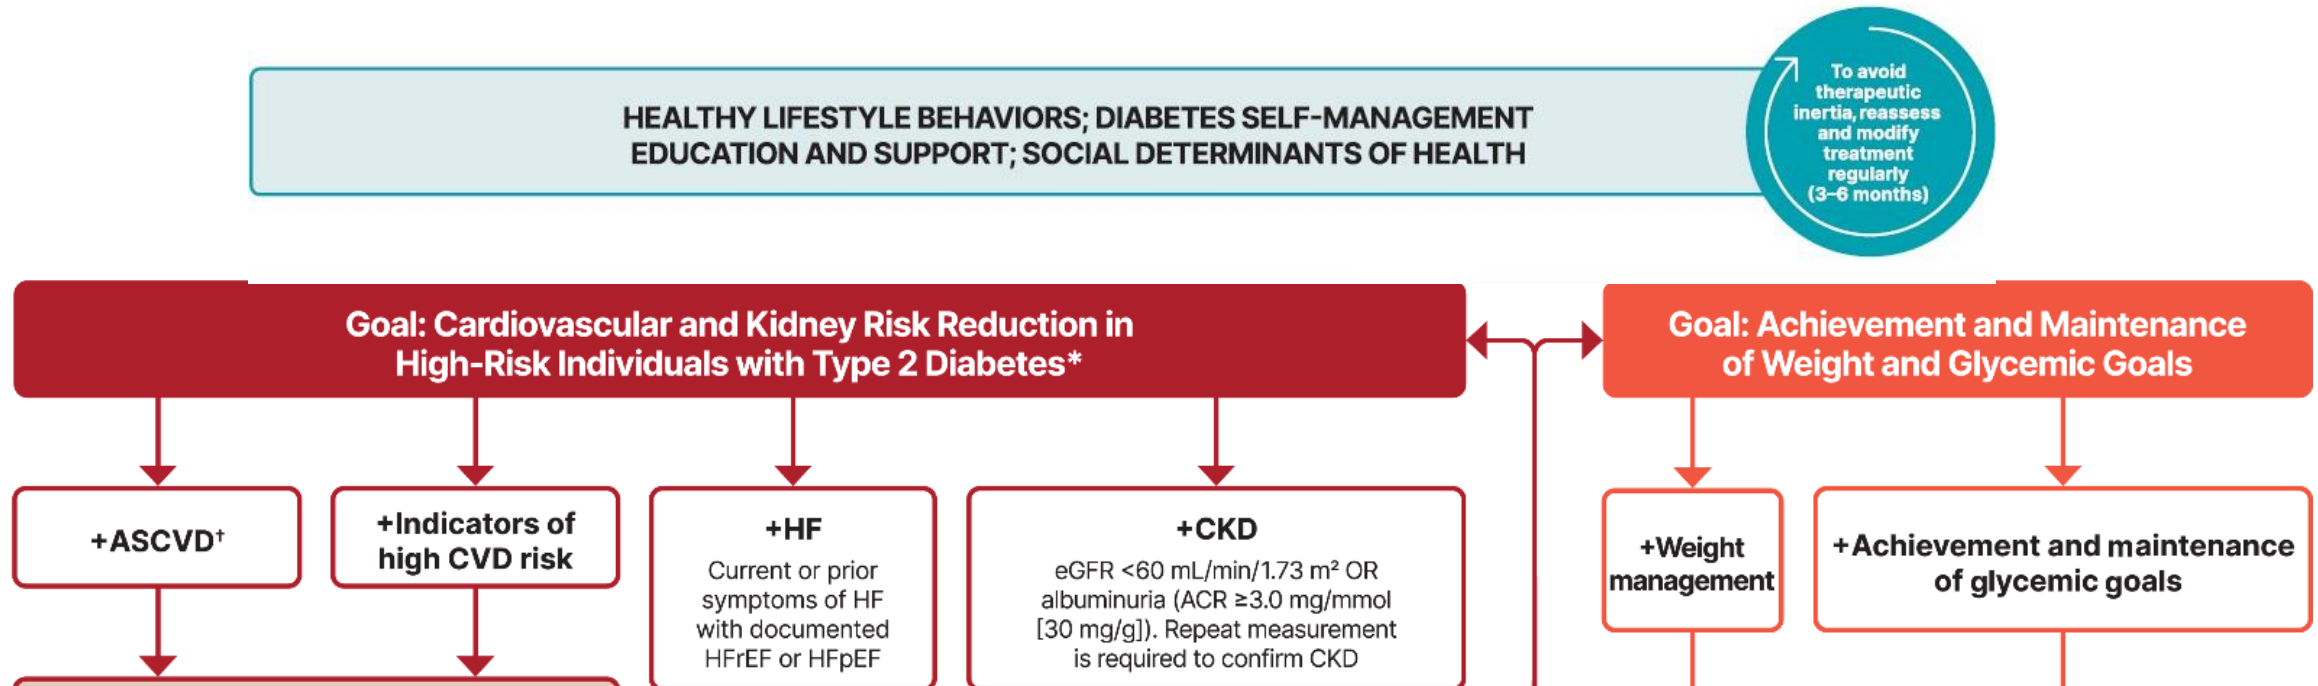 HEALTHY LIFESTYLE BEHAVIORS; DIABETES SELF-MANAGEMENT
EDUCATION AND SUPPORT; SOCIAL DETERMINANTS OF HEALTH
To avoid
therapeutic
inertia, reassess
and modify
treatment
regularly
(3–6 months)
Goal: Cardiovascular and Kidney Risk Reduction in
High-Risk Individuals with Type 2 Diabetes*
Goal: Achievement and Maintenance
of Weight and Glycemic Goals
+ASCVD†
+Indicators of
high CVD risk
+HF
Current or prior
symptoms of HF
with documented
HFrEF or HFpEF
+CKD
eGFR <60 mL/min/1.73 m² OR
albuminuria (ACR ≥3.0 mg/mmol
[30 mg/g]). Repeat measurement
is required to confirm CKD
+Weight
management
+Achievement and maintenance
of glycemic goals